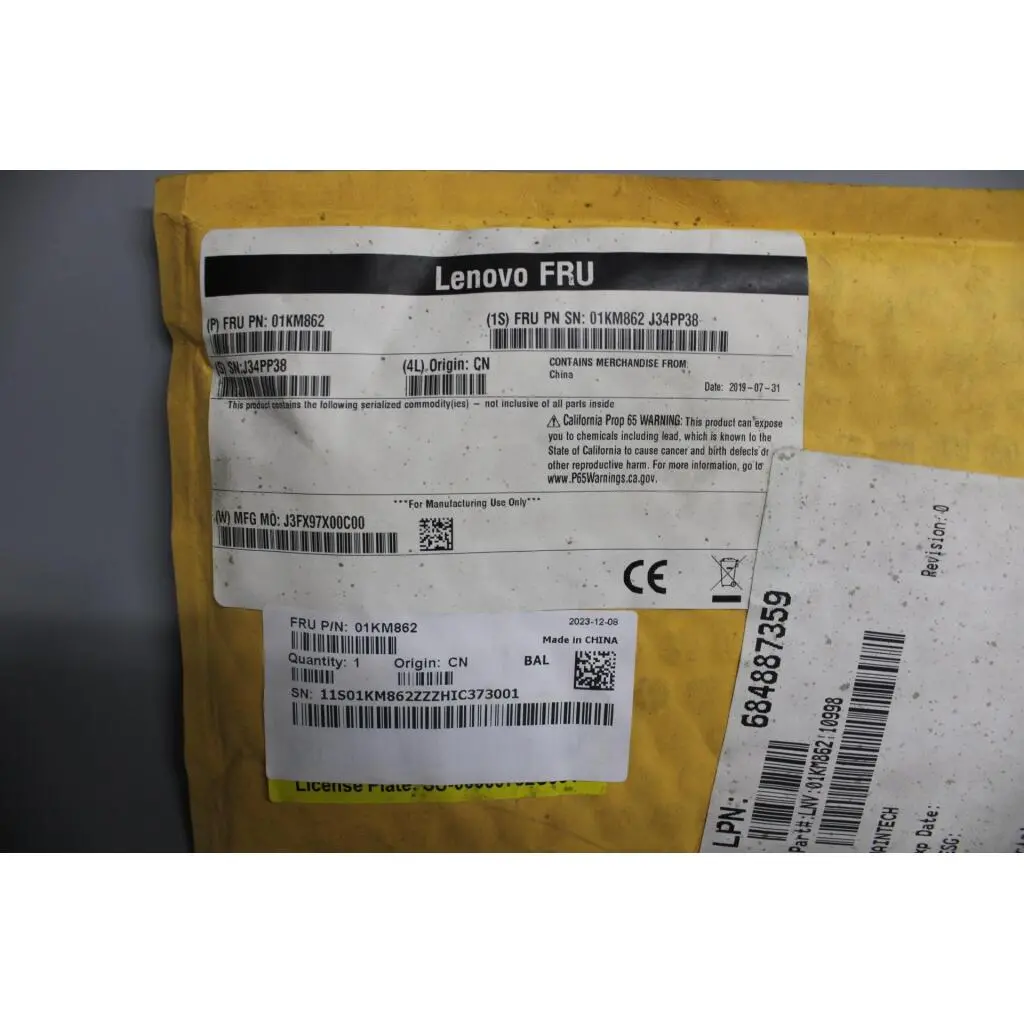 Lenovo FRU
(P) FRU PN: 01KM862
(1S) FRU PN SN: 01KM862 J34PP38
(S) SN:J34PP38
(4L) Origin: CN
CONTAINS MERCHANDISE FROM:
China
Date: 2019-07-31
This product contains the following serialized commodity(ies) – not inclusive of all parts inside
⚠ California Prop 65 WARNING: This product can expose
you to chemicals including lead, which is known to the
State of California to cause cancer and birth defects or
other reproductive harm. For more information, go to
www.P65Warnings.ca.gov.
***For Manufacturing Use Only***
(W) MFG MO: J3FX97X00C00
CE
FRU P/N: 01KM862
2023-12-08
Made in CHINA
Quantity: 1
Origin: CN
BAL
SN: 11S01KM862ZZZHIC373001
License Plate:
LPN:
684887359
Revision: 0
Part#:LNV:01KM862:10998
AINTECH
xp Date: